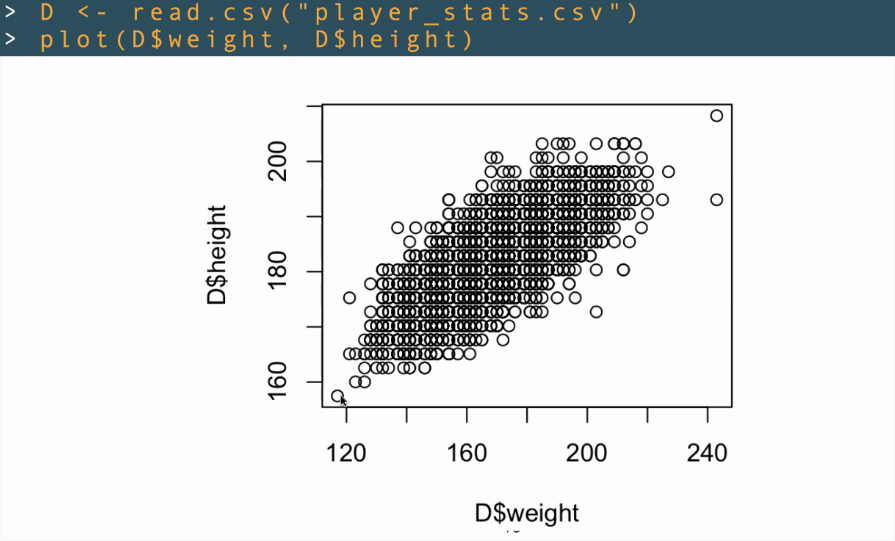 > D <- read.csv("player_stats.csv")
> plot(D$weight, D$height)
200
180
160
D$height
120 160 200 240
D$weight